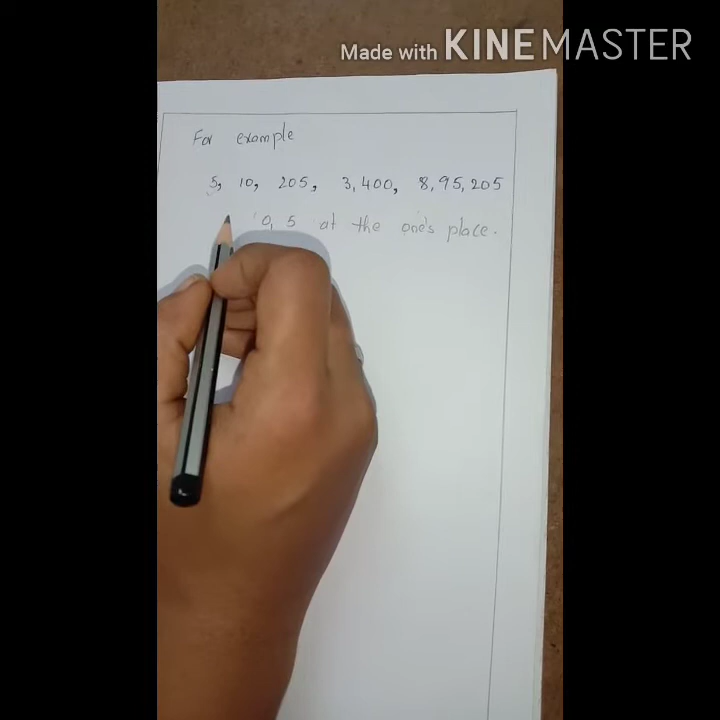 Made with KINEMASTER
For example
5, 10, 205, 3,400, 8,95,205
0, 5 at the one's place.